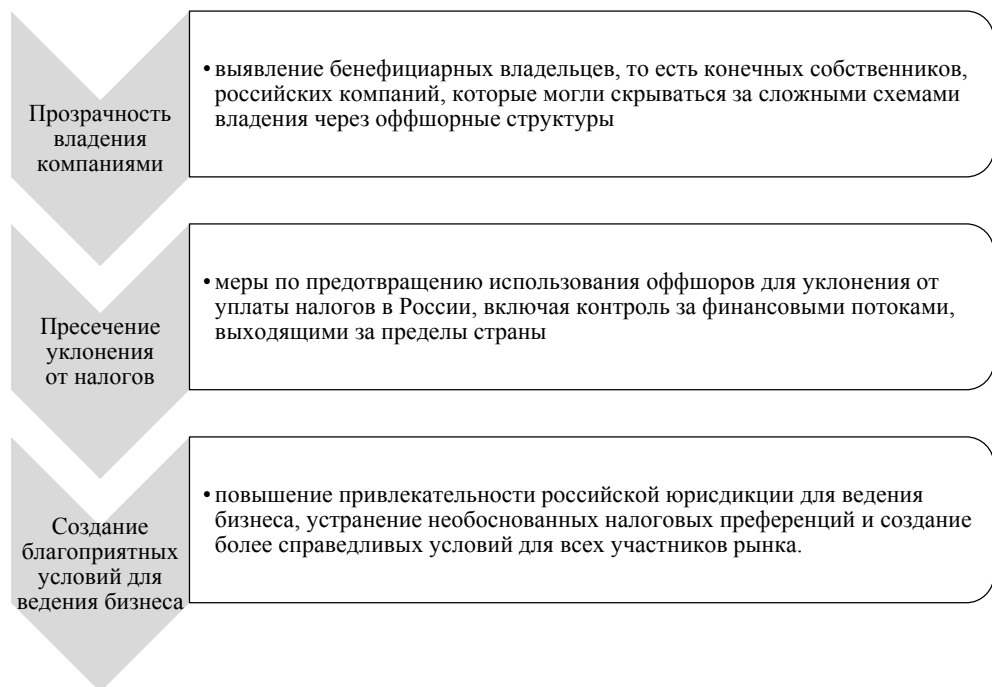 Прозрачность
владения
компаниями
• выявление бенефициарных владельцев, то есть конечных собственников,
российских компаний, которые могли скрываться за сложными схемами
владения через оффшорные структуры
Пресечение
уклонения
от налогов
• меры по предотвращению использования оффшоров для уклонения от
уплаты налогов в России, включая контроль за финансовыми потоками,
выходящими за пределы страны
Создание
благоприятных
условий для
ведения бизнеса
• повышение привлекательности российской юрисдикции для ведения
бизнеса, устранение необоснованных налоговых преференций и создание
более справедливых условий для всех участников рынка.